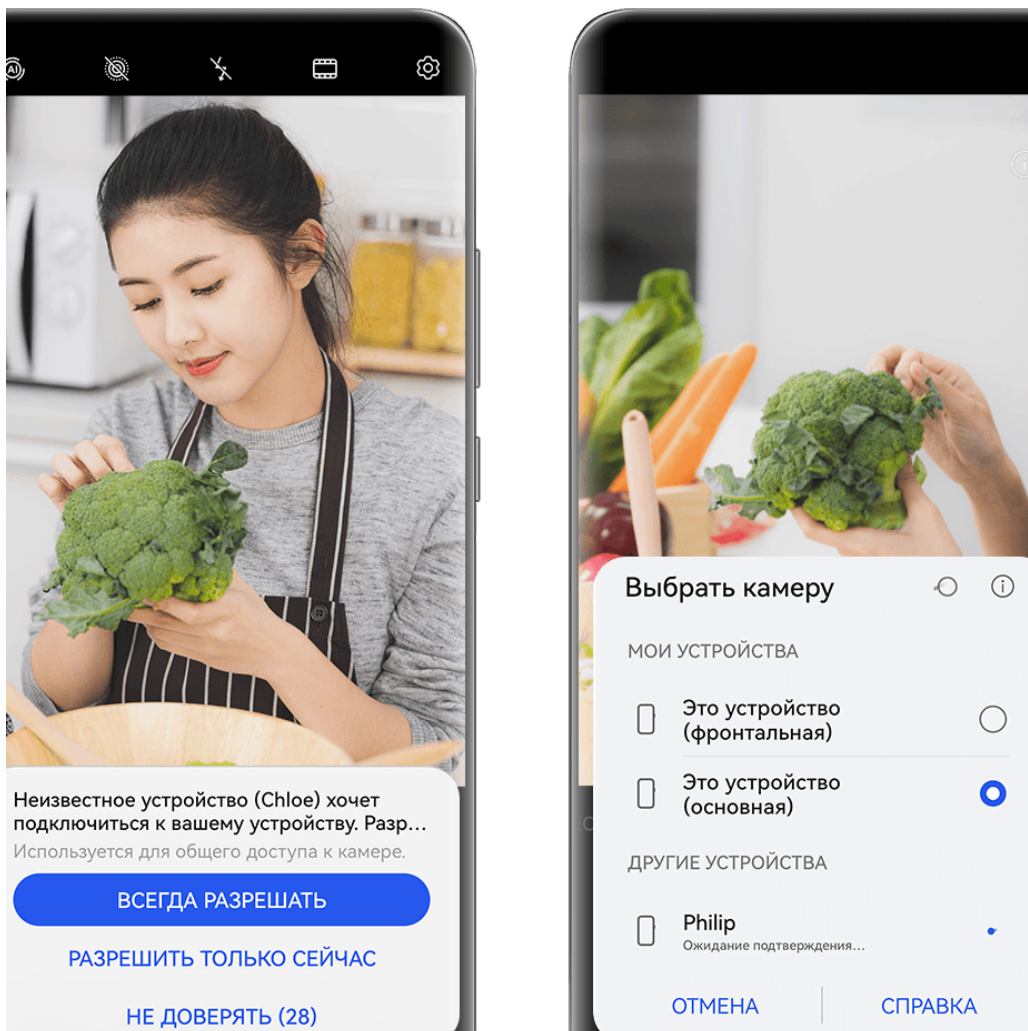 AI
Неизвестное устройство (Chloe) хочет
подключиться к вашему устройству. Разр...
Используется для общего доступа к камере.
ВСЕГДА РАЗРЕШАТЬ
РАЗРЕШИТЬ ТОЛЬКО СЕЙЧАС
НЕ ДОВЕРЯТЬ (28)
Выбрать камеру
МОИ УСТРОЙСТВА
Это устройство
(фронтальная)
Это устройство
(основная)
ДРУГИЕ УСТРОЙСТВА
Philip
Ожидание подтверждения...
ОТМЕНА
СПРАВКА